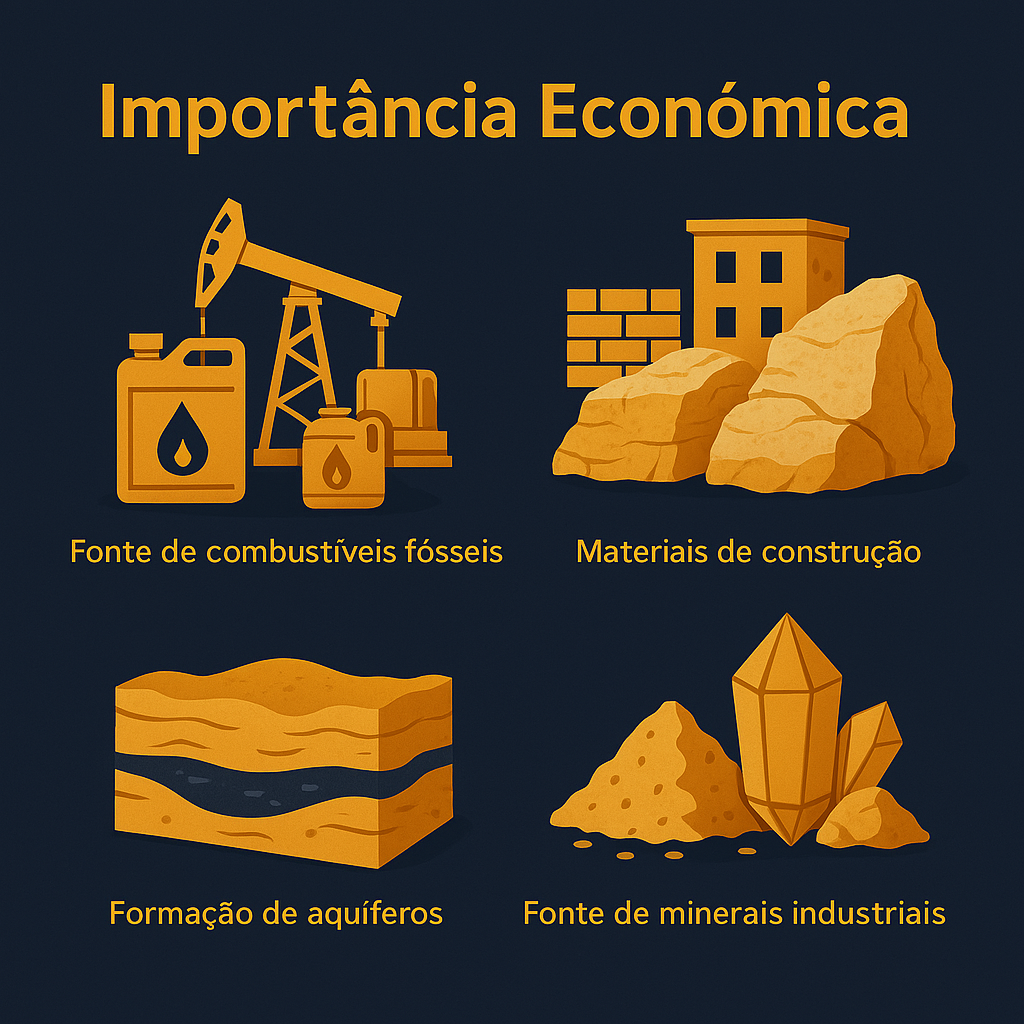 Importância Económica
Fonte de combustíveis fósseis
Materiais de construção
Formação de aquíferos
Fonte de minerais industriais